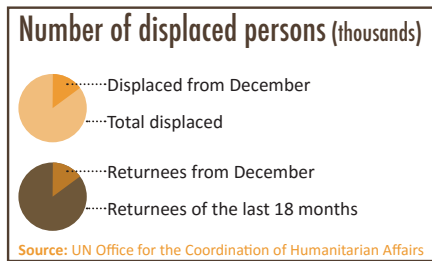 Number of displaced persons (thousands)
Displaced from December
Total displaced
Returnees from December
Returnees of the last 18 months
Source: UN Office for the Coordination of Humanitarian Affairs